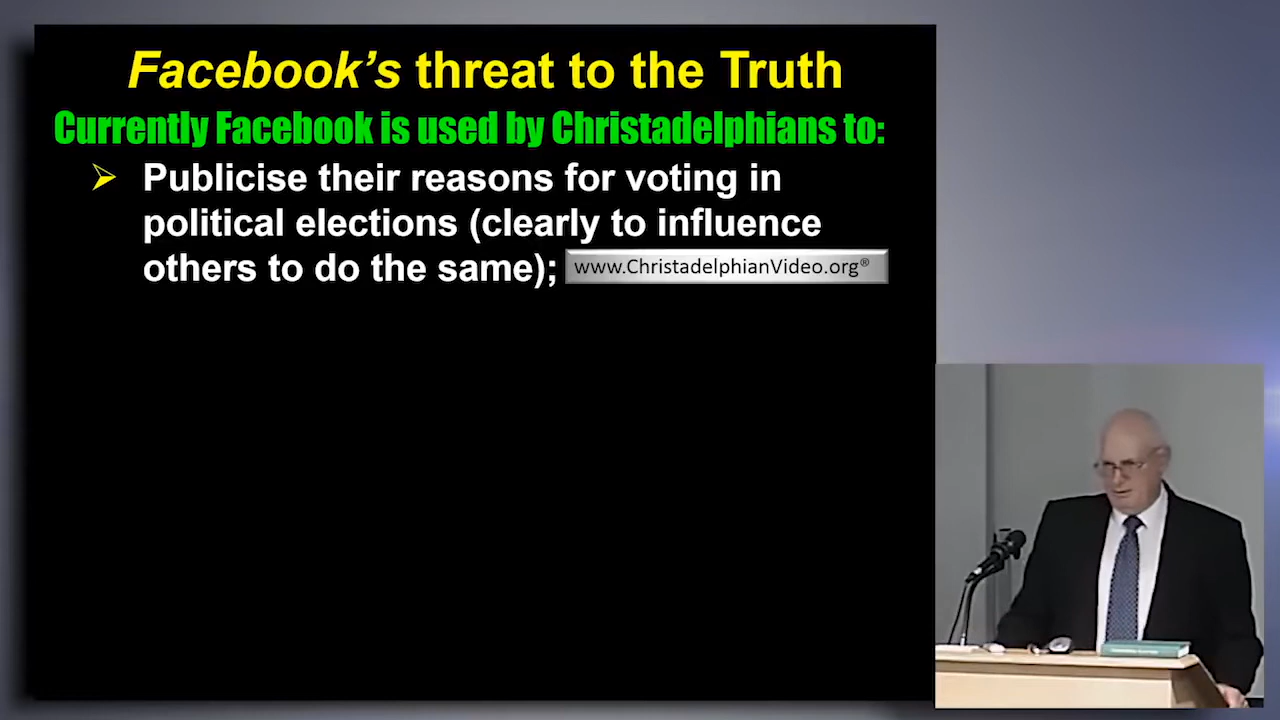 Facebook's threat to the Truth
Currently Facebook is used by Christadelphians to:
Publicise their reasons for voting in
political elections (clearly to influence
others to do the same);
www.ChristadelphianVideo.org®